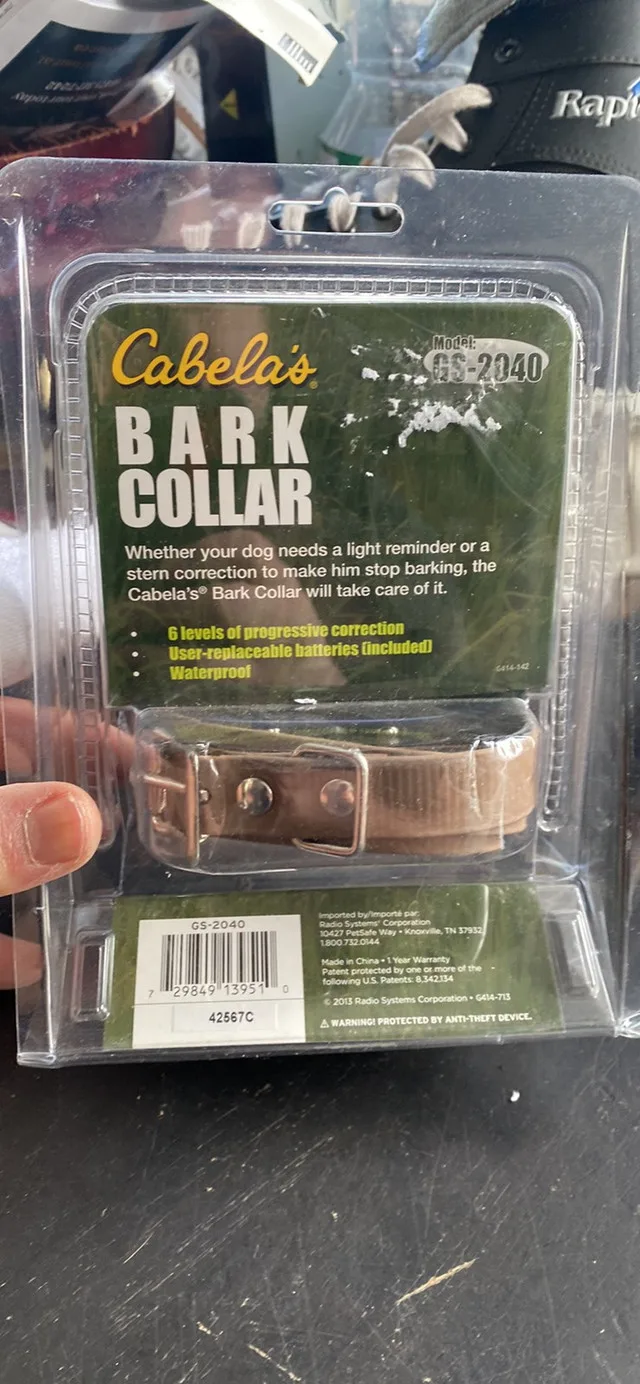 Rap
Cabela's®
Model:
GS-2040
BARK
COLLAR
Whether your dog needs a light reminder or a
stern correction to make him stop barking, the
Cabela's® Bark Collar will take care of it.
• 6 levels of progressive correction
• User-replaceable batteries (included)
• Waterproof
G414-142
GS-2040
7 29849 13951 0
42567C
Imported by/Importé par:
Radio Systems® Corporation
10427 PetSafe Way • Knoxville, TN 37932
1.800.732.0144
Made in China • 1 Year Warranty
Patent protected by one or more of the
following U.S. Patents: 8,342,134
© 2013 Radio Systems Corporation • G414-713
⚠ WARNING! PROTECTED BY ANTI-THEFT DEVICE.